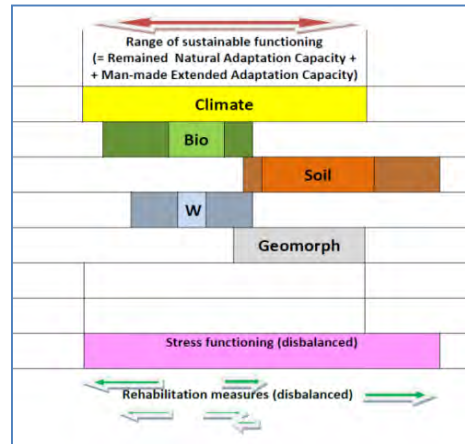 Range of sustainable functioning
(= Remained Natural Adaptation Capacity +
+ Man-made Extended Adaptation Capacity)
Climate
Bio
Soil
W
Geomorph
Stress functioning (disbalanced)
Rehabilitation measures (disbalanced)